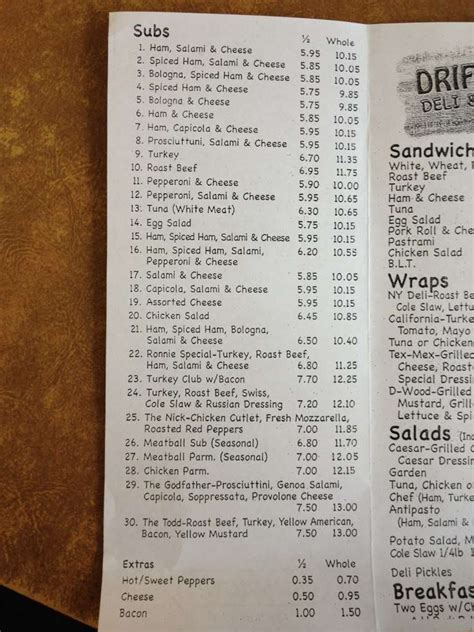 Subs ½ Whole
1. Ham, Salami & Cheese 5.95 10.15
2. Spiced Ham, Salami & Cheese 5.85 10.05
3. Bologna, Spiced Ham & Cheese 5.85 10.05
4. Spiced Ham & Cheese 5.75 9.85
5. Bologna & Cheese 5.75 9.85
6. Ham & Cheese 5.85 10.05
7. Ham, Capicola & Cheese 5.95 10.15
8. Prosciuttuni, Salami & Cheese 5.95 10.15
9. Turkey 6.70 11.35
10. Roast Beef 6.95 11.75
11. Pepperoni & Cheese 5.90 10.00
12. Pepperoni, Salami & Cheese 5.95 10.15
13. Tuna (White Meat) 6.30 10.65
14. Egg Salad 5.75 10.15
15. Ham, Spiced Ham, Salami & Cheese 5.95 10.15
16. Ham, Spiced Ham, Salami,
Pepperoni & Cheese 6.20 10.55
17. Salami & Cheese 5.85 10.05
18. Capicola, Salami & Cheese 5.95 10.15
19. Assorted Cheese 5.95 10.15
20. Chicken Salad 6.45 10.85
21. Ham, Spiced Ham, Bologna,
Salami & Cheese 6.50 10.40
22. Ronnie Special-Turkey, Roast Beef,
Ham, Salami & Cheese 6.80 11.25
23. Turkey Club w/Bacon 7.70 12.25
24. Turkey, Roast Beef, Swiss,
Cole Slaw & Russian Dressing 7.20 12.10
25. The Nick-Chicken Cutlet, Fresh Mozzarella,
Roasted Red Peppers 7.00 11.85
26. Meatball Sub (Seasonal) 6.80 11.70
27. Meatball Parm. (Seasonal) 7.00 12.05
28. Chicken Parm. 7.00 12.15
29. The Godfather-Prosciuttini, Genoa Salami,
Capicola, Soppressata, Provolone Cheese
7.50 13.00
30. The Todd-Roast Beef, Turkey, Yellow American,
Bacon, Yellow Mustard 7.50 13.00
Extras ½ Whole
Hot/Sweet Peppers 0.35 0.70
Cheese 0.50 0.95
Bacon 1.00 1.50
DRIF
DELI &
Sandwich
White, Wheat,
Roast Beef
Turkey
Ham & Cheese
Tuna
Egg Salad
Pork Roll & Che
Pastrami
Chicken Salad
B.L.T.
Wraps
NY Deli-Roast Be
Cole Slaw, Lettu
California-Turkey
Tomato, Mayo
Tuna or Chicken
Tex-Mex-Grilled
Cheese, Roast
Special Dressi
D-Wood-Grilled
Mustard, Grill
Lettuce & Spi
Salads (In
Caesar-Grilled C
Caesar Dressin
Garden
Tuna, Chicken or
Chef (Ham, Turke
Antipasto
(Ham, Salami &
Potato Salad, M
Cole Slaw 1/4lb
Deli Pickles
Breakfas
Two Eggs w/Ch